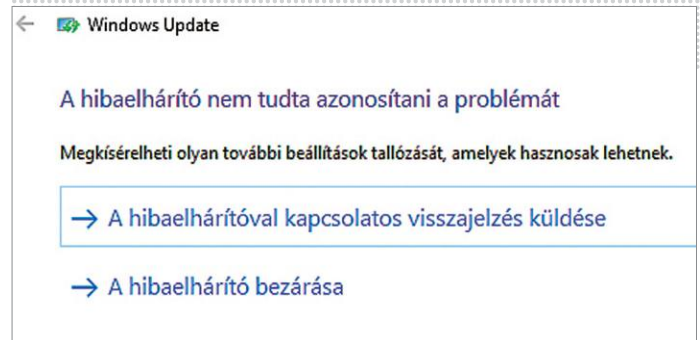 Windows Update
A hibaelhárító nem tudta azonosítani a problémát
Megkísérelheti olyan további beállítások tallózását, amelyek hasznosak lehetnek.
→ A hibaelhárítóval kapcsolatos visszajelzés küldése
→ A hibaelhárító bezárása